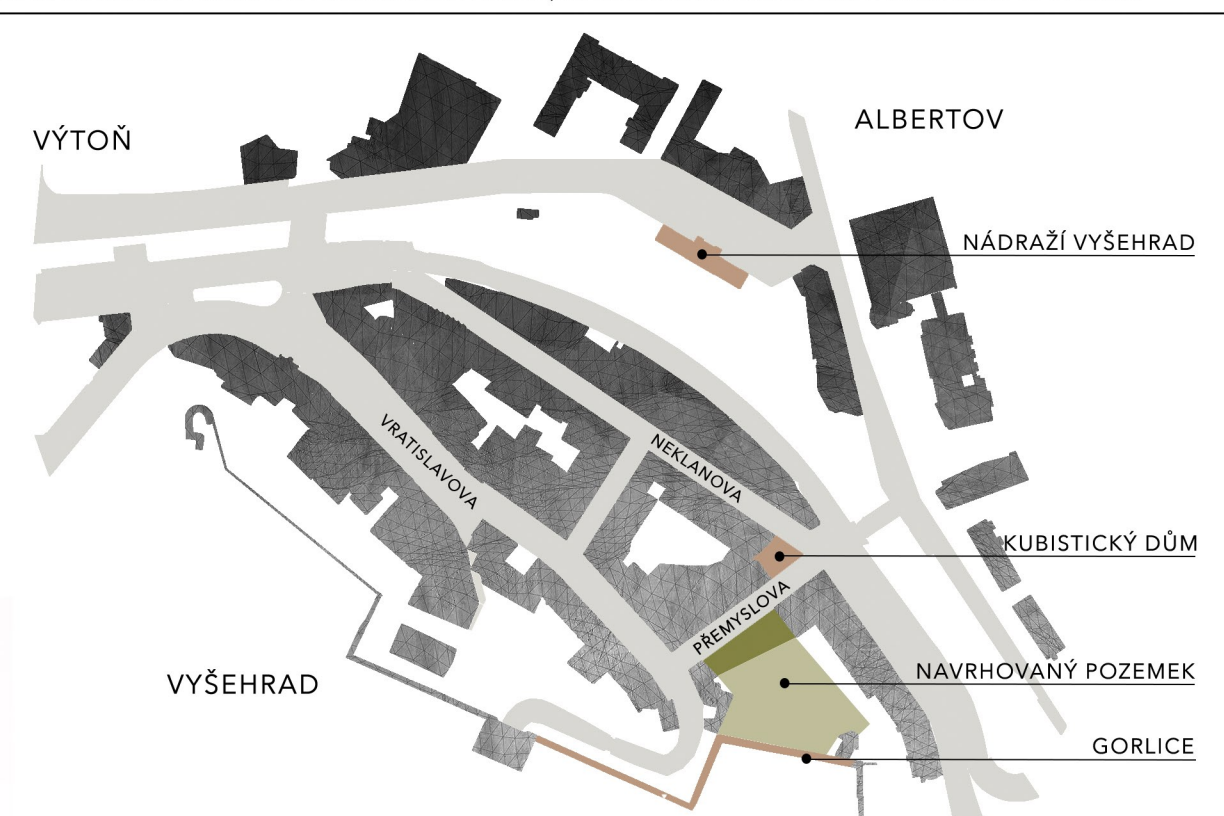 VÝTOŇ
ALBERTOV
NÁDRAŽÍ VYŠEHRAD
VRATISLAVOVA
NEKLANOVA
KUBISTICKÝ DŮM
PŘEMYSLOVA
VYŠEHRAD
NAVRHOVANÝ POZEMEK
GORLICE